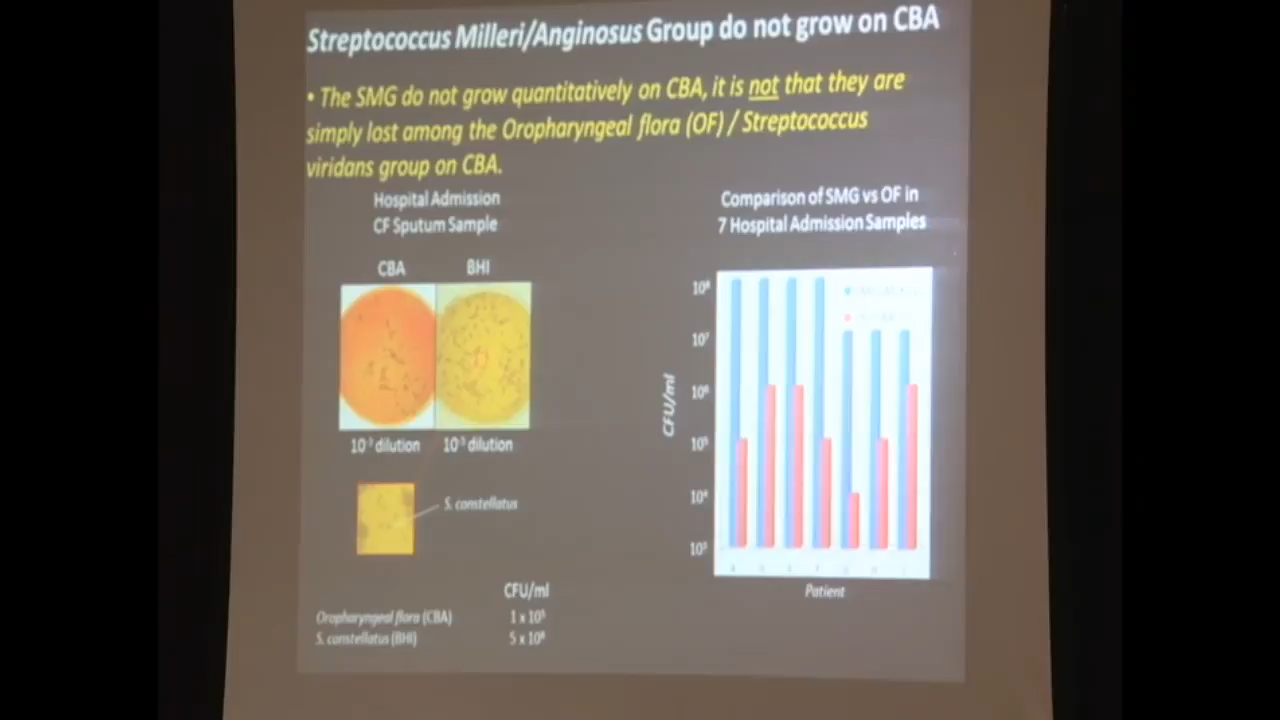 Streptococcus Milleri/Anginosus Group do not grow on CBA
• The SMG do not grow quantitatively on CBA, it is not that they are
simply lost among the Oropharyngeal flora (OF) / Streptococcus
viridans group on CBA.
Hospital Admission
CF Sputum Sample
CBA BHI
10⁻³ dilution 10⁻⁵ dilution
S. constellatus
CFU/ml
Oropharyngeal flora (CBA) 1 x 10⁵
S. constellatus (BHI) 5 x 10⁸
Comparison of SMG vs OF in
7 Hospital Admission Samples
10⁸
10⁷
10⁶
10⁵
10⁴
10³
CFU/ml
Patient